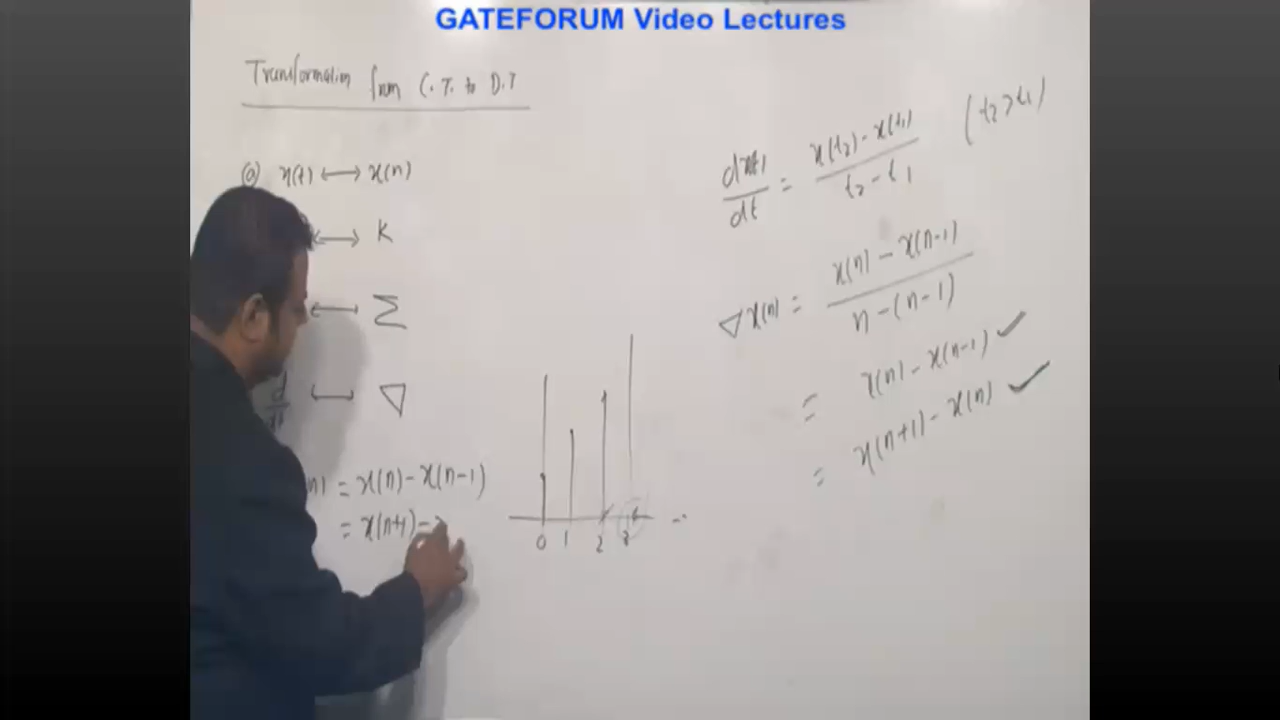 GATEFORUM Video Lectures
Transformation from C.T. to D.T
@ x(t) ⟷ x(n)
⟷ K
⟷ Σ
d/dt ⟷ ∇
= x(n) - x(n-1)
= x(n+1) -
0 1 2 3
dx(t)/dt = x(t2) - x(t1) / t2 - t1 (t2 > t1)
∇x(n) = x(n) - x(n-1) / n - (n-1)
= x(n) - x(n-1) ✓
= x(n+1) - x(n) ✓